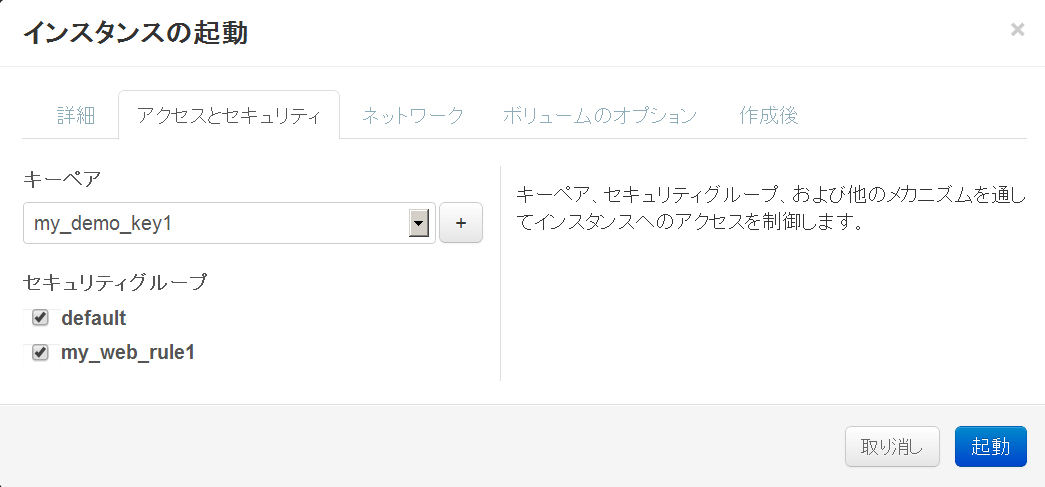 インスタンスの起動
×
詳細
アクセスとセキュリティ
ネットワーク
ボリュームのオプション
作成後
キーペア
my_demo_key1
+
セキュリティグループ
default
my_web_rule1
キーペア、セキュリティグループ、および他のメカニズムを通し
てインスタンスへのアクセスを制御します。
取り消し
起動